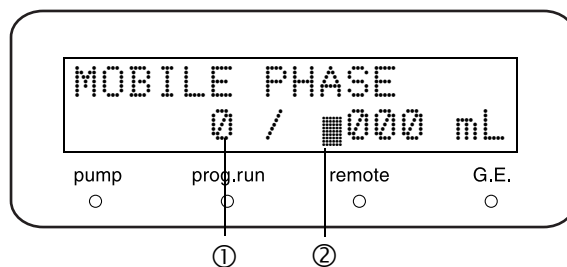 MOBILE PHASE
0 / 000 mL
pump prog.run remote G.E.
① ②